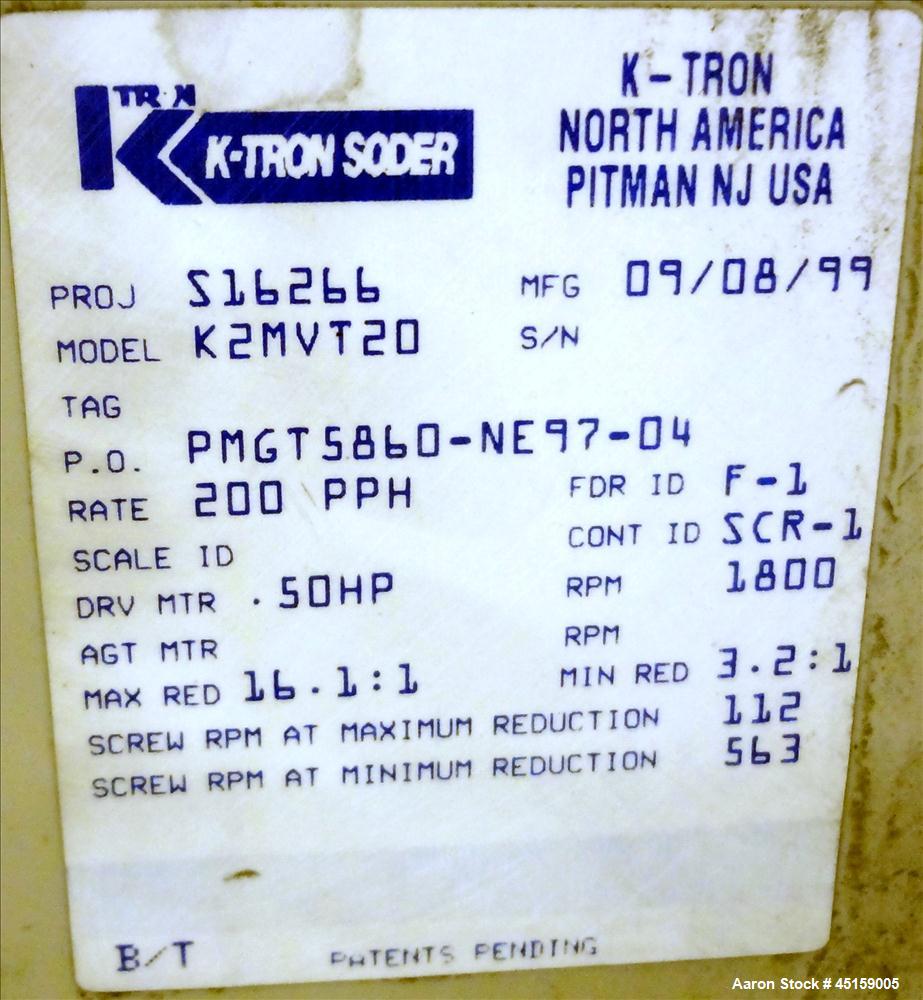 K-TRON
K-TRON SODER
K-TRON
NORTH AMERICA
PITMAN NJ USA
PROJ S16266 MFG 09/08/99
MODEL K2MVT20 S/N
TAG
P.O. PMGT5860-NE97-04
RATE 200 PPH FDR ID F-1
SCALE ID CONT ID SCR-1
DRV MTR .50HP RPM 1800
AGT MTR RPM
MAX RED 16.1:1 MIN RED 3.2:1
SCREW RPM AT MAXIMUM REDUCTION 112
SCREW RPM AT MINIMUM REDUCTION 563
B/T PATENTS PENDING
Aaron Stock # 45159005